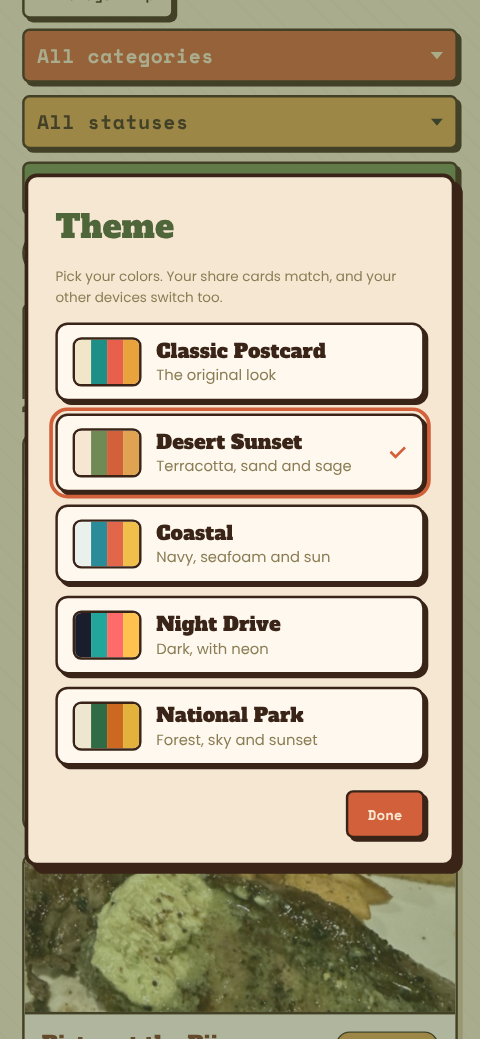 All categories
All statuses
Theme
Pick your colors. Your share cards match, and your
other devices switch too.
Classic Postcard
The original look
Desert Sunset
Terracotta, sand and sage
Coastal
Navy, seafoam and sun
Night Drive
Dark, with neon
National Park
Forest, sky and sunset
Done